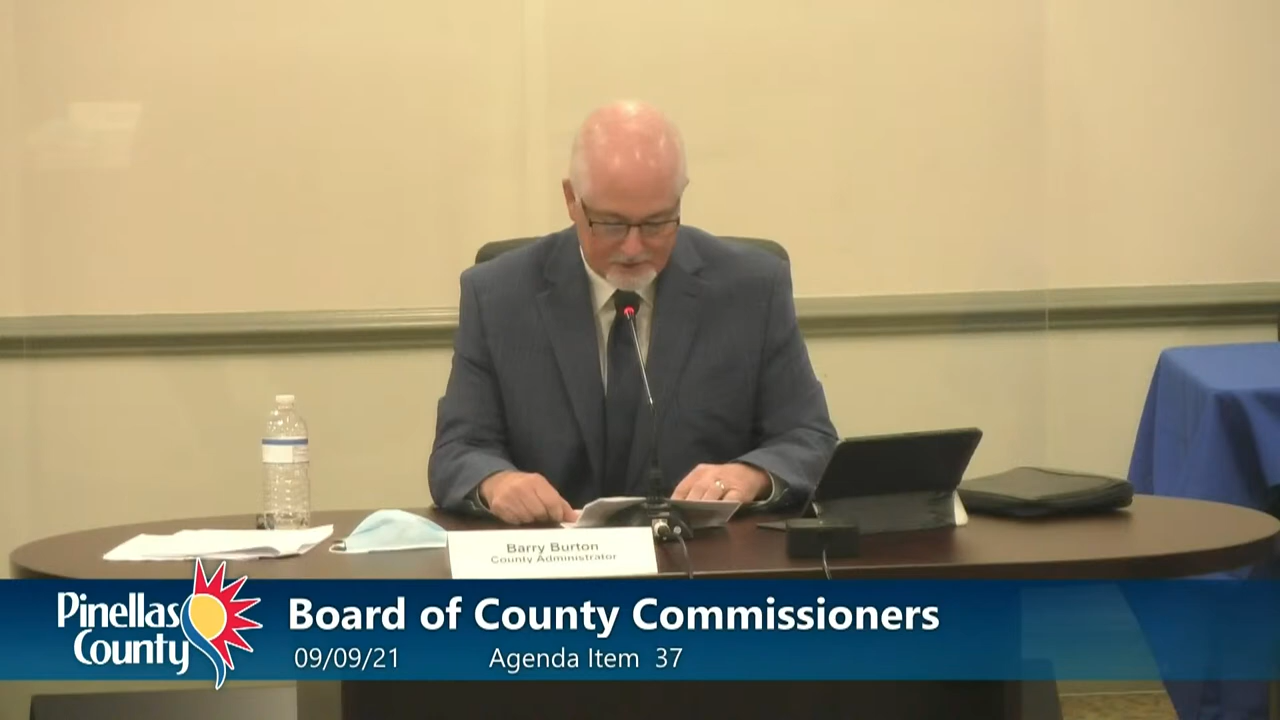 Barry Burton
County Administrator
Pinellas
County
Board of County Commissioners
09/09/21 Agenda Item 37